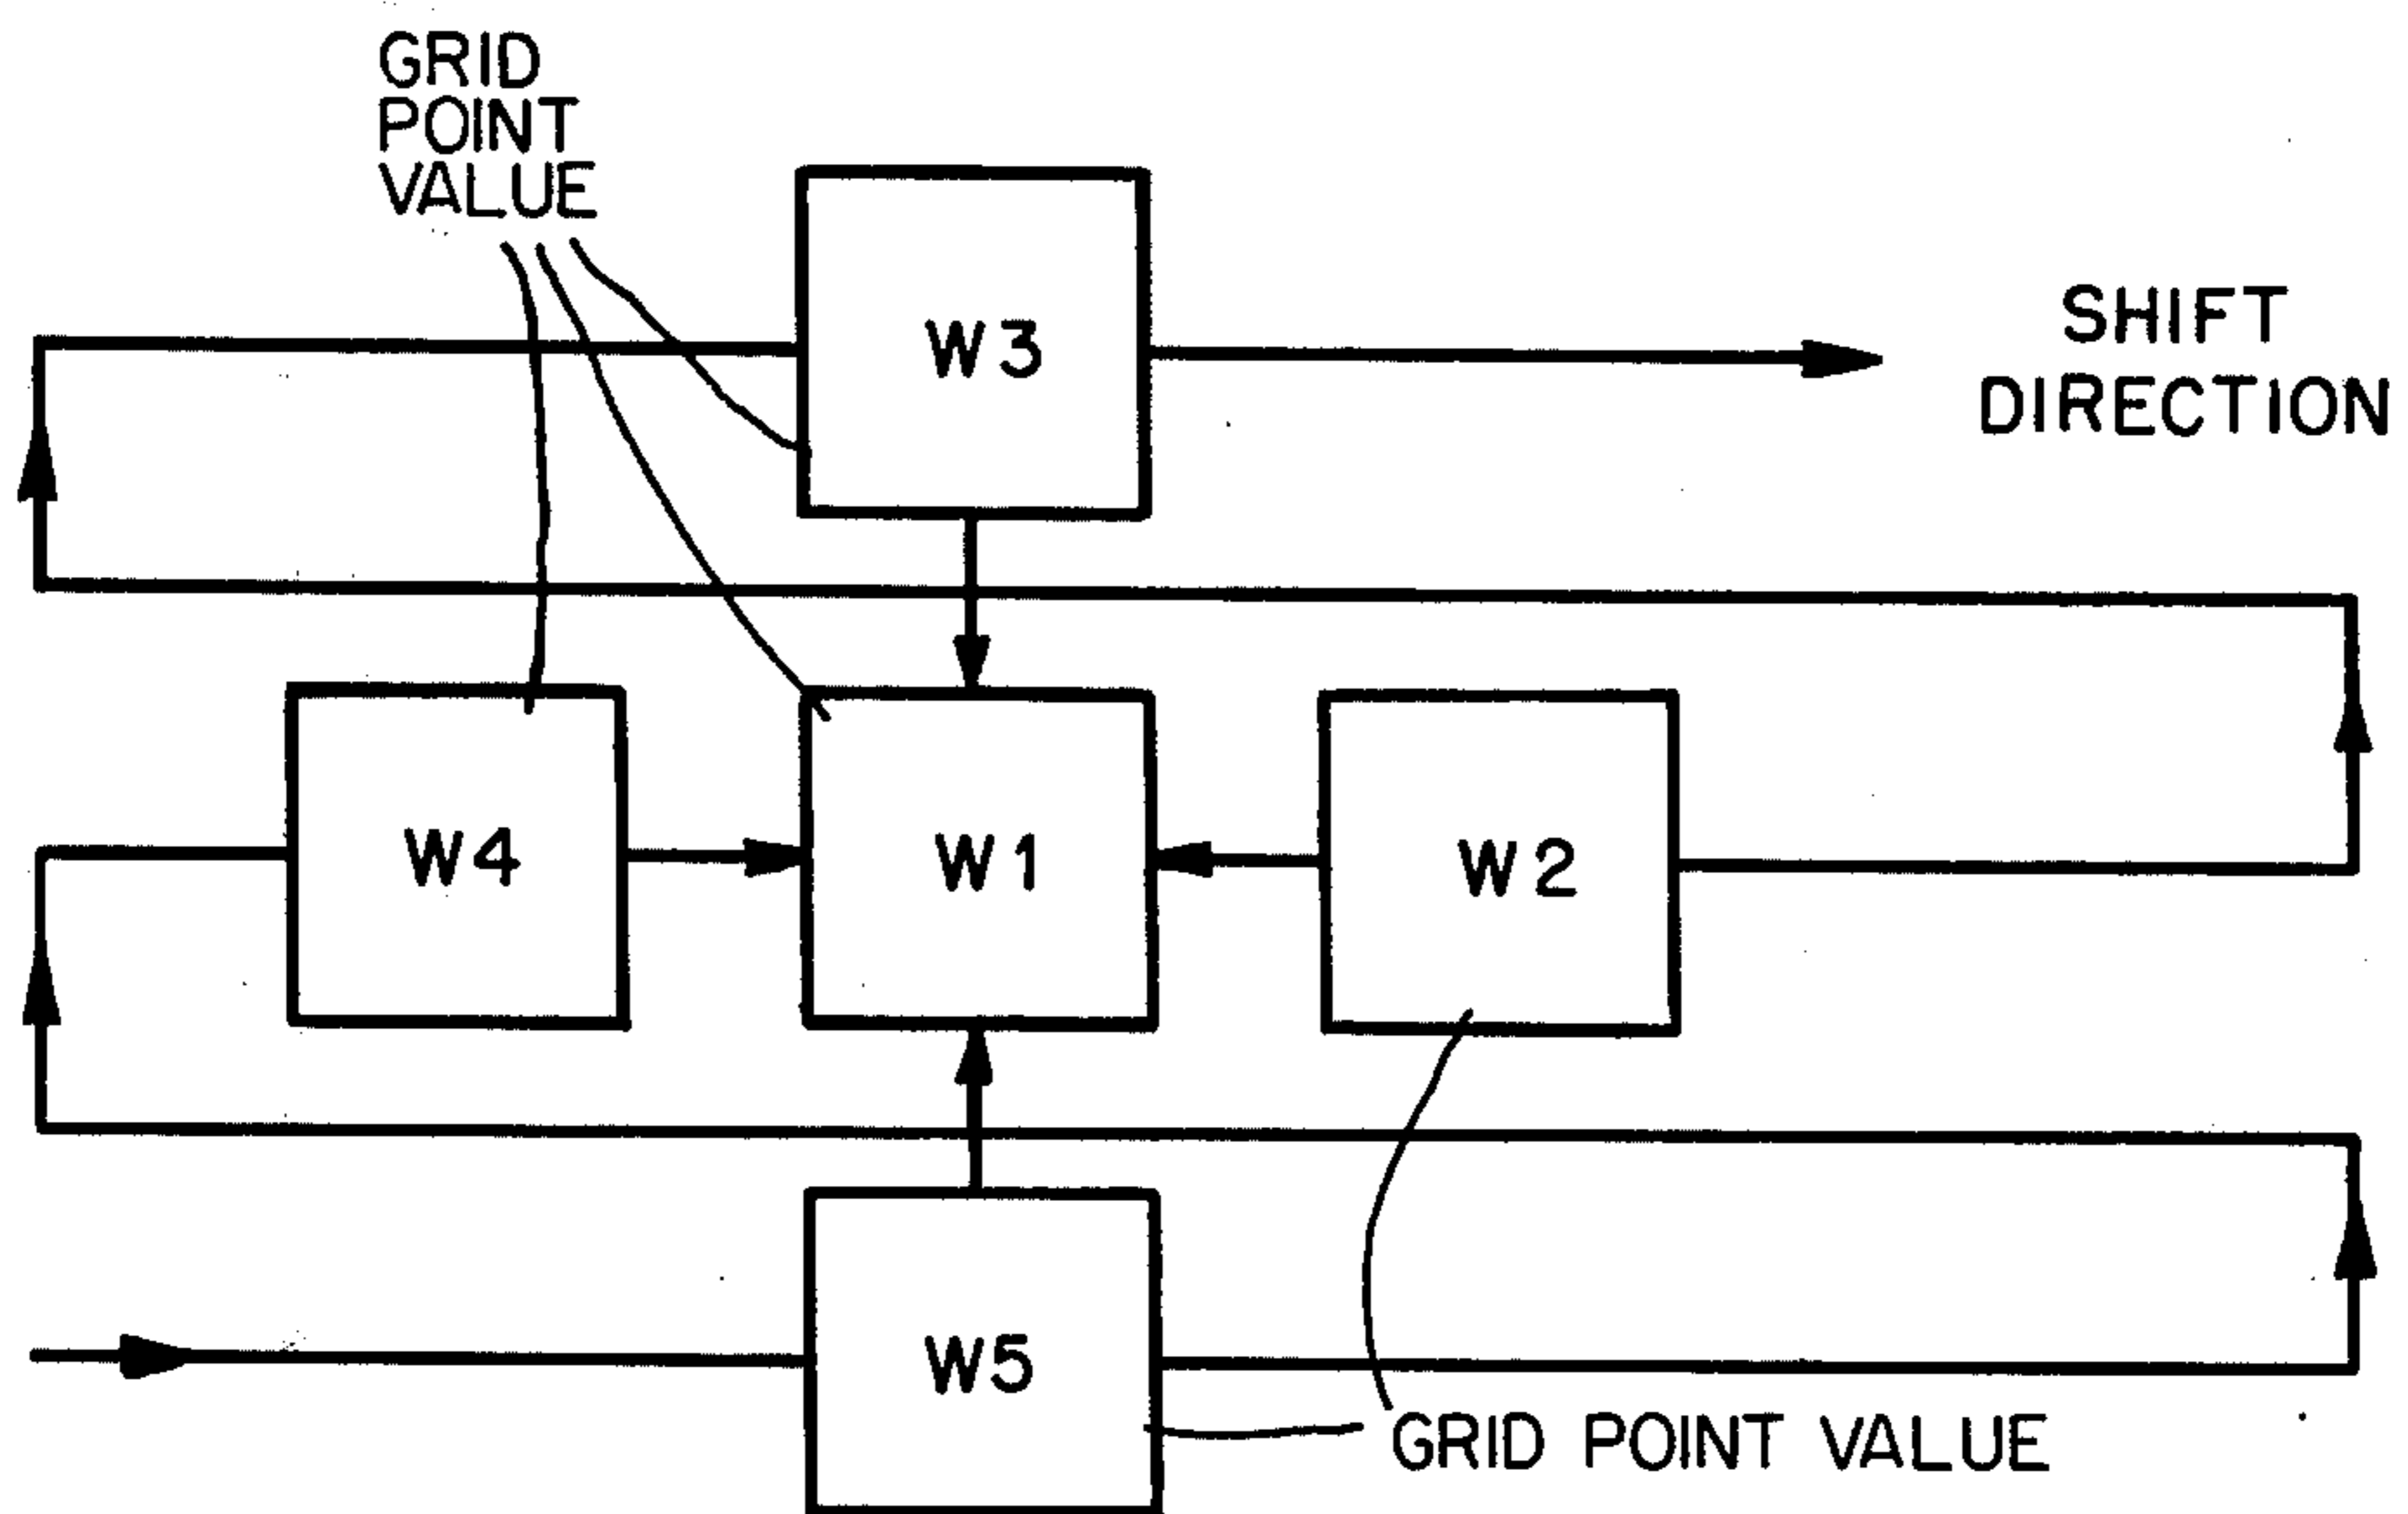 GRID
POINT
VALUE
W3
SHIFT
DIRECTION
W4
W1
W2
W5
GRID POINT VALUE